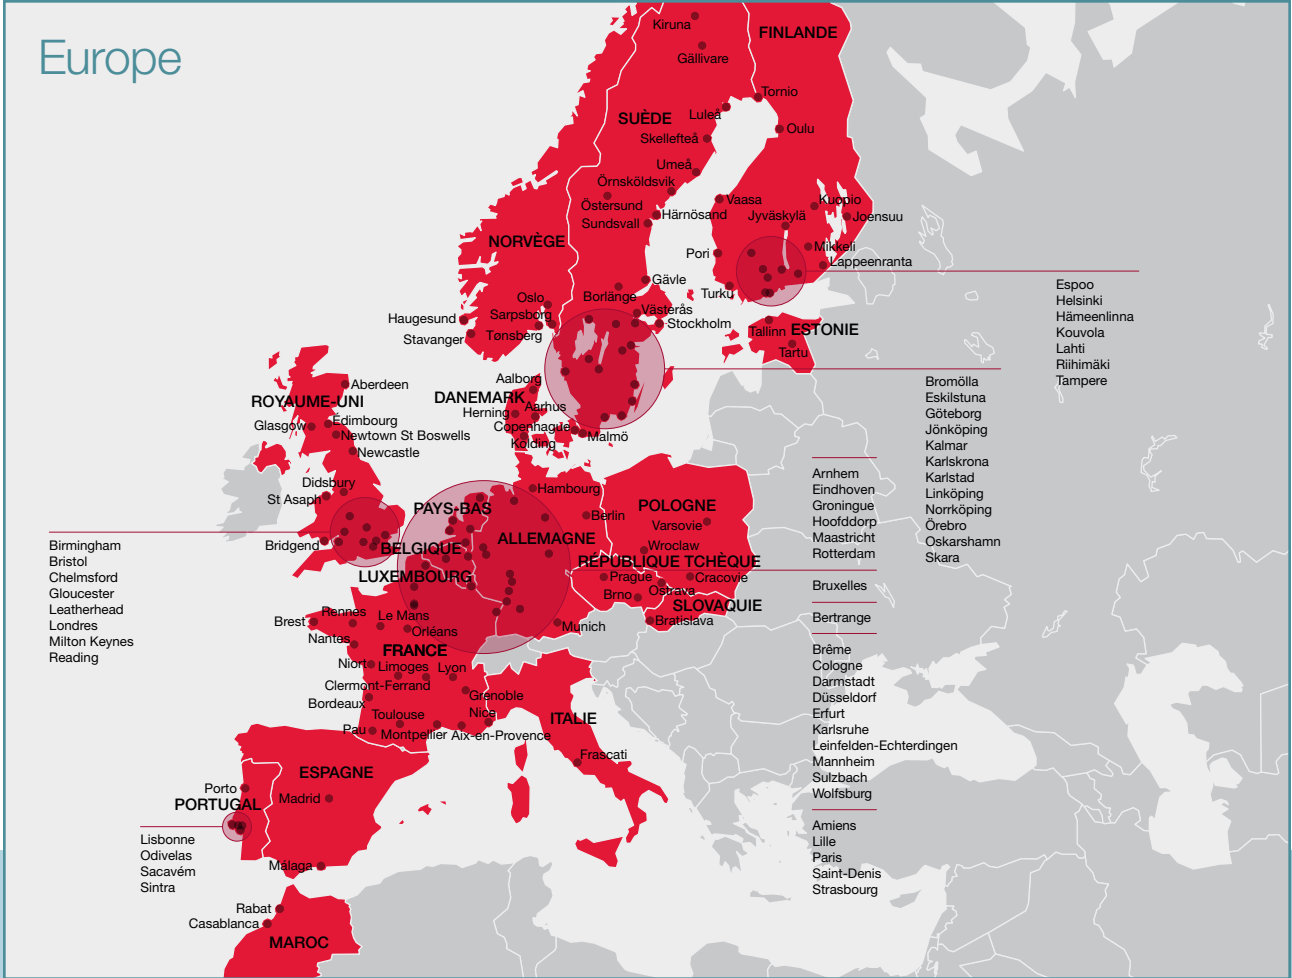 Europe
Kiruna
FINLANDE
Gällivare
Tornio
Luleå
SUÈDE
Oulu
Skellefteå
Umeå
Örnsköldsvik
Östersund
Vaasa
Kuopio
Härnösand
Jyväskylä
Joensuu
Sundsvall
NORVÈGE
Mikkeli
Pori
Lappeenranta
Gävle
Borlänge
Turku
Oslo
Sarpsborg
Västerås
Haugesund
Stockholm
Tallinn
ESTONIE
Stavanger
Tønsberg
Tartu
Espoo
Helsinki
Hämeenlinna
Kouvola
Lahti
Riihimäki
Tampere
Aalborg
Aberdeen
DANEMARK
ROYAUME-UNI
Herning
Aarhus
Édimbourg
Glasgow
Copenhague
Newtown St Boswells
Malmö
Kolding
Newcastle
Bromölla
Eskilstuna
Göteborg
Jönköping
Kalmar
Karlskrona
Karlstad
Linköping
Norrköping
Örebro
Oskarshamn
Skara
Didsbury
St Asaph
Hambourg
PAYS-BAS
POLOGNE
Berlin
Varsovie
ALLEMAGNE
Bridgend
BELGIQUE
Wroclaw
RÉPUBLIQUE TCHÈQUE
LUXEMBOURG
Prague
Cracovie
Ostrava
Brno
SLOVAQUIE
Bratislava
Munich
Arnhem
Eindhoven
Groningue
Hoofddorp
Maastricht
Rotterdam
Bruxelles
Bertrange
Brême
Cologne
Darmstadt
Düsseldorf
Erfurt
Karlsruhe
Leinfelden-Echterdingen
Mannheim
Sulzbach
Wolfsburg
Amiens
Lille
Paris
Saint-Denis
Strasbourg
Birmingham
Bristol
Chelmsford
Gloucester
Leatherhead
Londres
Milton Keynes
Reading
Rennes
Le Mans
Brest
Orléans
Nantes
FRANCE
Niort
Limoges
Lyon
Clermont-Ferrand
Grenoble
Bordeaux
Toulouse
Nice
ITALIE
Pau
Montpellier
Aix-en-Provence
Frascati
ESPAGNE
Porto
Madrid
PORTUGAL
Lisbonne
Odivelas
Sacavém
Sintra
Málaga
Rabat
Casablanca
MAROC